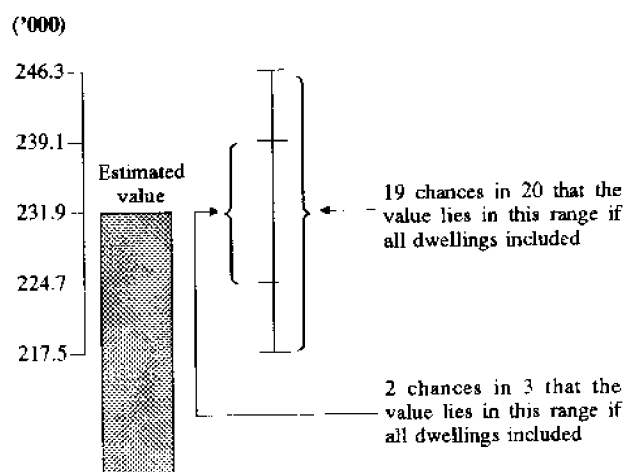 ('000)
246.3
239.1
Estimated
value
231.9
224.7
217.5
19 chances in 20 that the
value lies in this range if
all dwellings included
2 chances in 3 that the
value lies in this range if
all dwellings included